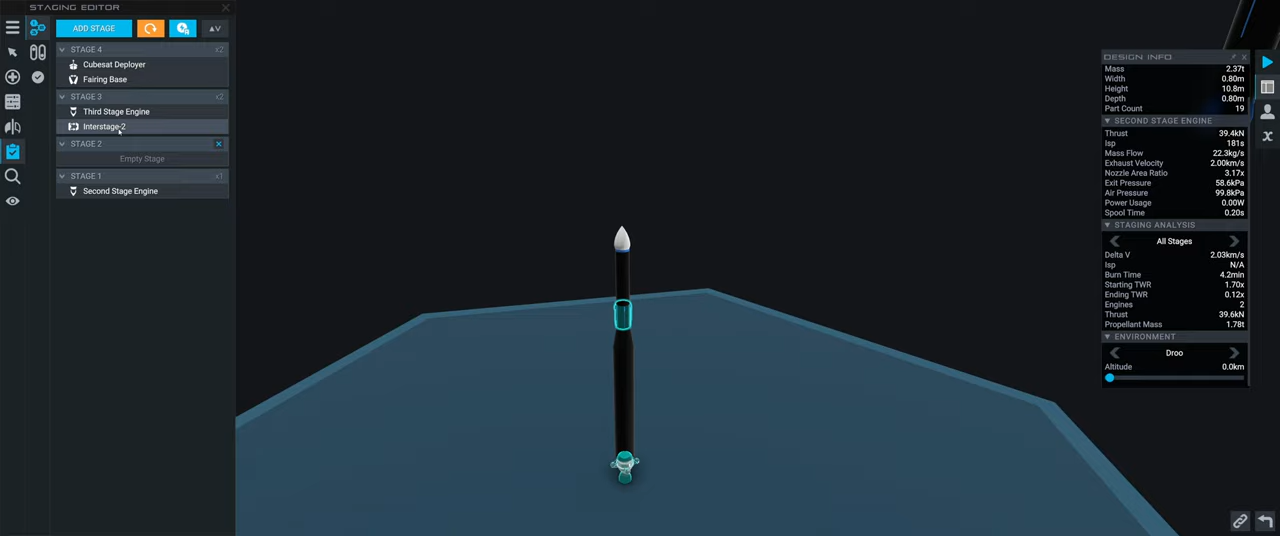 STAGING EDITOR
ADD STAGE
STAGE 4 x2
Cubesat Deployer
Fairing Base
STAGE 3 x2
Third Stage Engine
Interstage-2
STAGE 2
Empty Stage
STAGE 1 x1
Second Stage Engine
DESIGN INFO
Mass 2.37t
Width 0.80m
Height 10.8m
Depth 0.80m
Part Count 19
SECOND STAGE ENGINE
Thrust 39.4kN
Isp 181s
Mass Flow 22.3kg/s
Exhaust Velocity 2.00km/s
Nozzle Area Ratio 3.17x
Exit Pressure 58.6kPa
Air Pressure 99.8kPa
Power Usage 0.00W
Spool Time 0.20s
STAGING ANALYSIS
All Stages
Delta V 2.03km/s
Isp N/A
Burn Time 4.2min
Starting TWR 1.70x
Ending TWR 0.12x
Engines 2
Thrust 39.6kN
Propellant Mass 1.78t
ENVIRONMENT
Droo
Altitude 0.0km